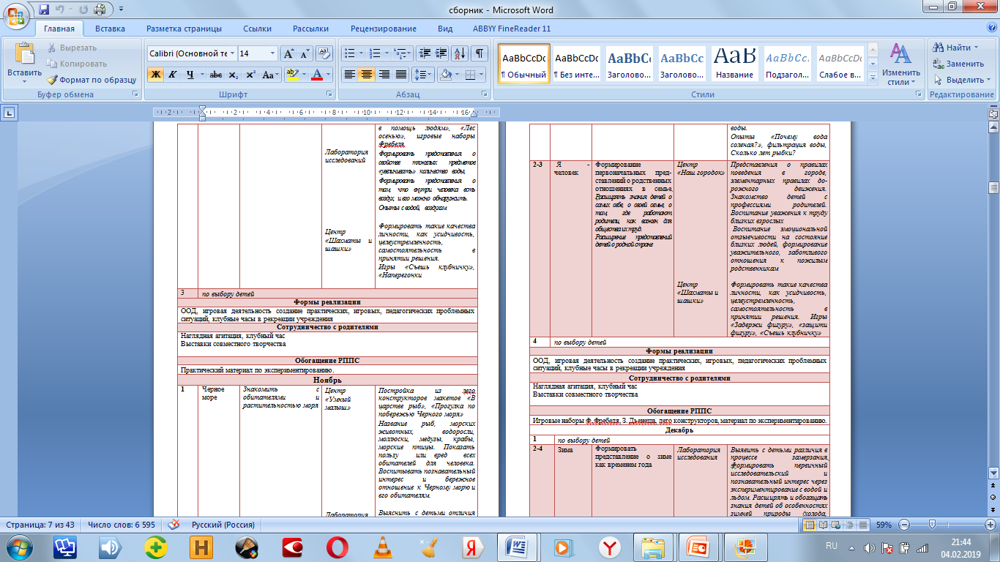 сборник - Microsoft Word
Главная Вставка Разметка страницы Ссылки Рассылки Рецензирование Вид ABBYY FineReader 11
Вставить
Вырезать
Копировать
Формат по образцу
Буфер обмена
Calibri (Основной те
14
Шрифт
Абзац
AaBbCcDc
¶ Обычный
AaBbCcDc
¶ Без инте...
AaBbCc
Заголово...
AaBbCc
Заголово...
AaB
Название
AaBbCc.
Подзагол...
AaBbCcDc
Слабое в...
Изменить
стили
Стили
Найти
Заменить
Выделить
Редактирование
в помощь людям», «Лес
осенью», игровые наборы
Фребеля.
Лаборатория
исследований
Формировать представления о
свойстве тяжелых предметов
«увеличивать» количество воды,
Формировать представления о
том, что внутри человека есть
воздух, и его можно обнаружить.
Опыты с водой, воздухом
Центр
«Шахматы и
шашки»
Формировать такие качества
личности, как усидчивость,
целеустремленность,
самостоятельность в
принятии решения.
Игры «Съешь клубничку»,
«Наперегонки
3 по выбору детей
Формы реализации
ООД, игровая деятельность создание практических, игровых, педагогических проблемных
ситуаций, клубные часы в рекреации учреждения
Сотрудничество с родителями
Наглядная агитация, клубный час
Выставки совместного творчества
Обогащение РППС
Практический материал по экспериментированию.
Ноябрь
1
Черное
море
Знакомить с
обитателями и
растительностью моря
Центр
«Умный
малыш»
Постройка из лего
конструкторов макетов «В
царстве рыб», «Прогулка по
побережью Черного моря»
Название рыб, морских
животных, водоросли,
моллюски, медузы, крабы,
морские птицы. Показать
пользу или вред всех
обитателей для человека.
Воспитывать познавательный
интерес и бережное
отношение к Черному морю и
его обитателям.
Лаборатория
Выяснить с детьми отличия
воды.
Опыты «Почему вода
соленая?», фильтрация воды,
Сколько лет рыбки?
2-3
Я -
человек
Формирование
первоначальных пред-
ставлений о родственных
отношениях в семье.
Расширять знания детей о
самих себе, о своей семье, о
том, где работают
родители, как важен для
общества их труд.
Расширение представлений
детей о родной стране
Центр
«Наш городок»
Представления о правилах
поведения в городе,
элементарных правилах до-
рожного движения.
Знакомство детей с
профессиями родителей.
Воспитание уважения к труду
близких взрослых
Воспитание эмоциональной
отзывчивости на состояние
близких людей, формирование
уважительного, заботливого
отношения к пожилым
родственникам
Центр
«Шахматы и
шашки»
Формировать такие качества
личности, как усидчивость,
целеустремленность,
самостоятельность в
принятии решения. Игры
«Задержи фигуру», «защити
фигуру», «Съешь клубничку»
4 по выбору детей
Формы реализации
ООД, игровая деятельность создание практических, игровых, педагогических проблемных
ситуаций, клубные часы в рекреации учреждения
Сотрудничество с родителями
Наглядная агитация, клубный час
Выставки совместного творчества
Обогащение РППС
Игровые наборы Ф.Фребеля, З. Дьенеша, лего конструкторов, материал по экспериментированию.
Декабрь
1 по выбору детей
2-4
Зима
Формировать
представление о зиме
как временем года
Лаборатория
исследования
Выявить с детьми различия в
процессе замерзания.
Формировать первичный
исследовательский и
познавательный интерес через
экспериментирование с водой и
льдом. Расширять и обогащать
знания детей об особенностях
зимней природы (холода,
Страница: 7 из 43 Число слов: 6 595 Русский (Россия) 59%
RU 21:44
04.02.2019